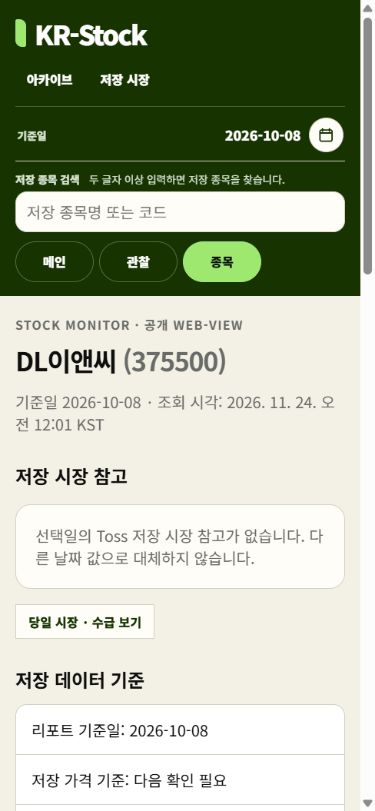 KR-Stock
아카이브 저장 시장
기준일 2026-10-08
저장 종목 검색 두 글자 이상 입력하면 저장 종목을 찾습니다.
저장 종목명 또는 코드
메인 관찰 종목
STOCK MONITOR · 공개 WEB-VIEW
DL이앤씨 (375500)
기준일 2026-10-08 · 조회 시각: 2026. 11. 24. 오
전 12:01 KST
저장 시장 참고
선택일의 Toss 저장 시장 참고가 없습니다. 다
른 날짜 값으로 대체하지 않습니다.
당일 시장 · 수급 보기
저장 데이터 기준
리포트 기준일: 2026-10-08
저장 가격 기준: 다음 확인 필요